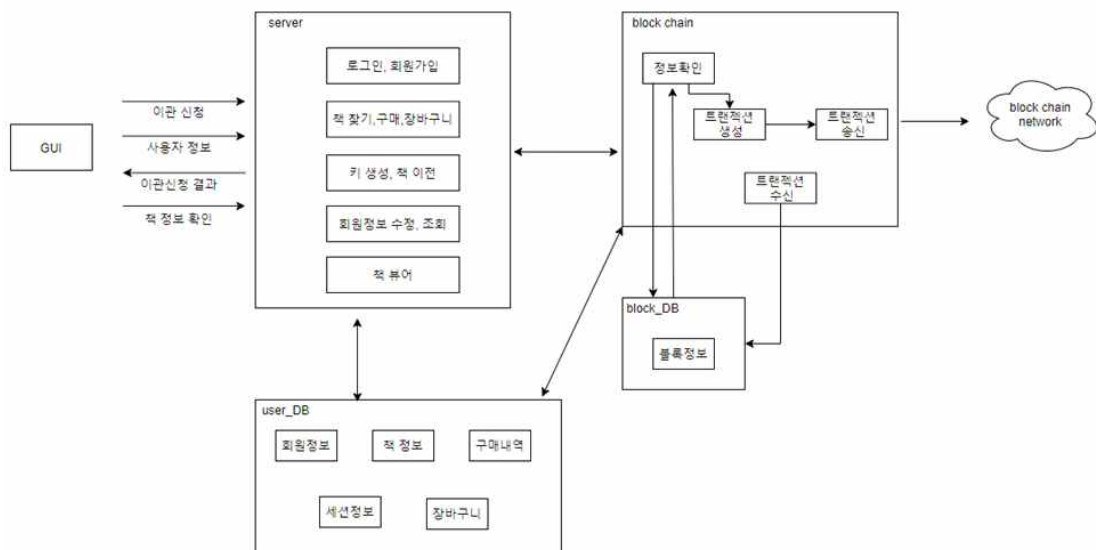 server
로그인, 회원가입
책 찾기,구매,장바구니
키 생성, 책 이전
회원정보 수정, 조회
책 뷰어
GUI
이관 신청
사용자 정보
이관신청 결과
책 정보 확인
block chain
정보확인
트랜젝션
생성
트랜젝션
송신
트랜젝션
수신
block chain
network
block_DB
블록정보
user_DB
회원정보
책 정보
구매내역
세션정보
장바구니